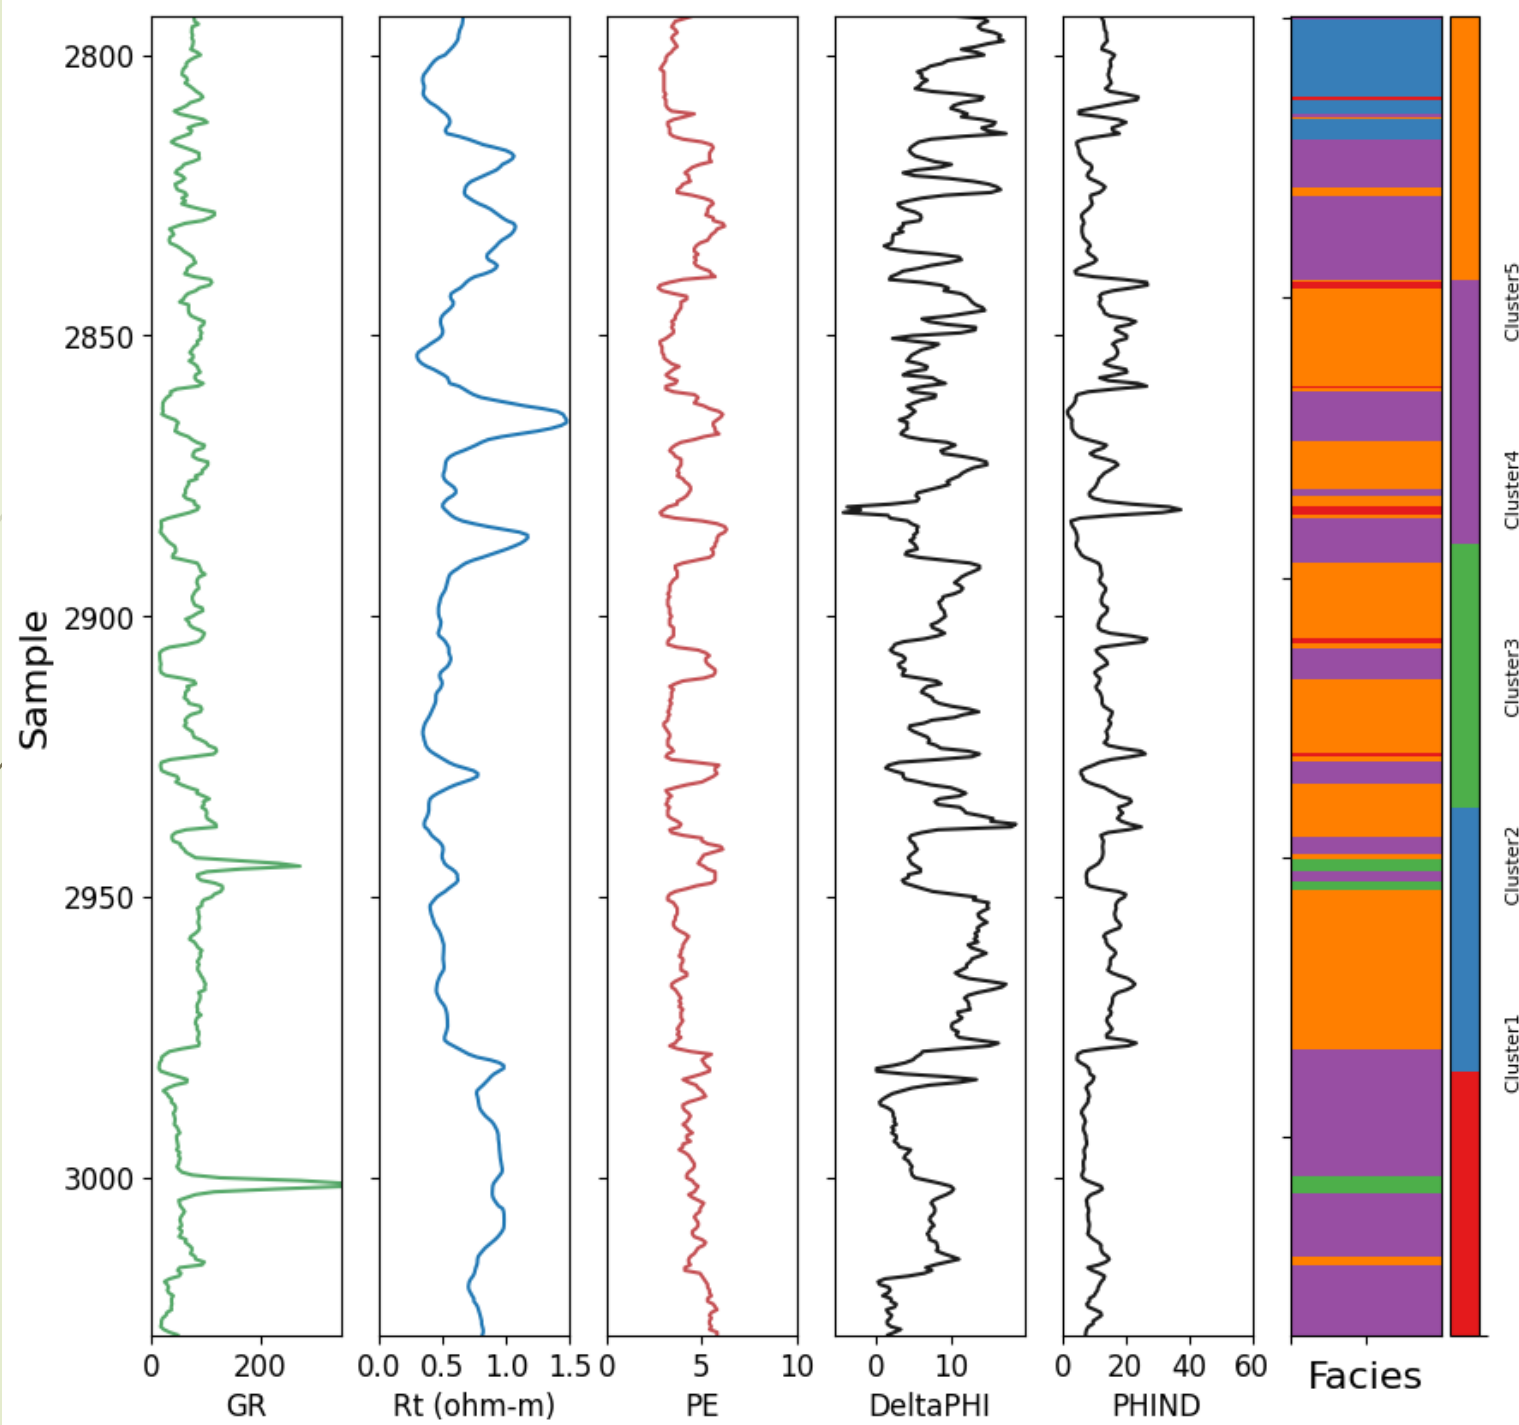 2800
2850
2900
2950
3000
Sample
0 200
GR
0.0 0.5 1.0 1.5
Rt (ohm-m)
0 5 10
PE
0 10
DeltaPHI
0 20 40 60
PHIND
Facies
Cluster5
Cluster4
Cluster3
Cluster2
Cluster1